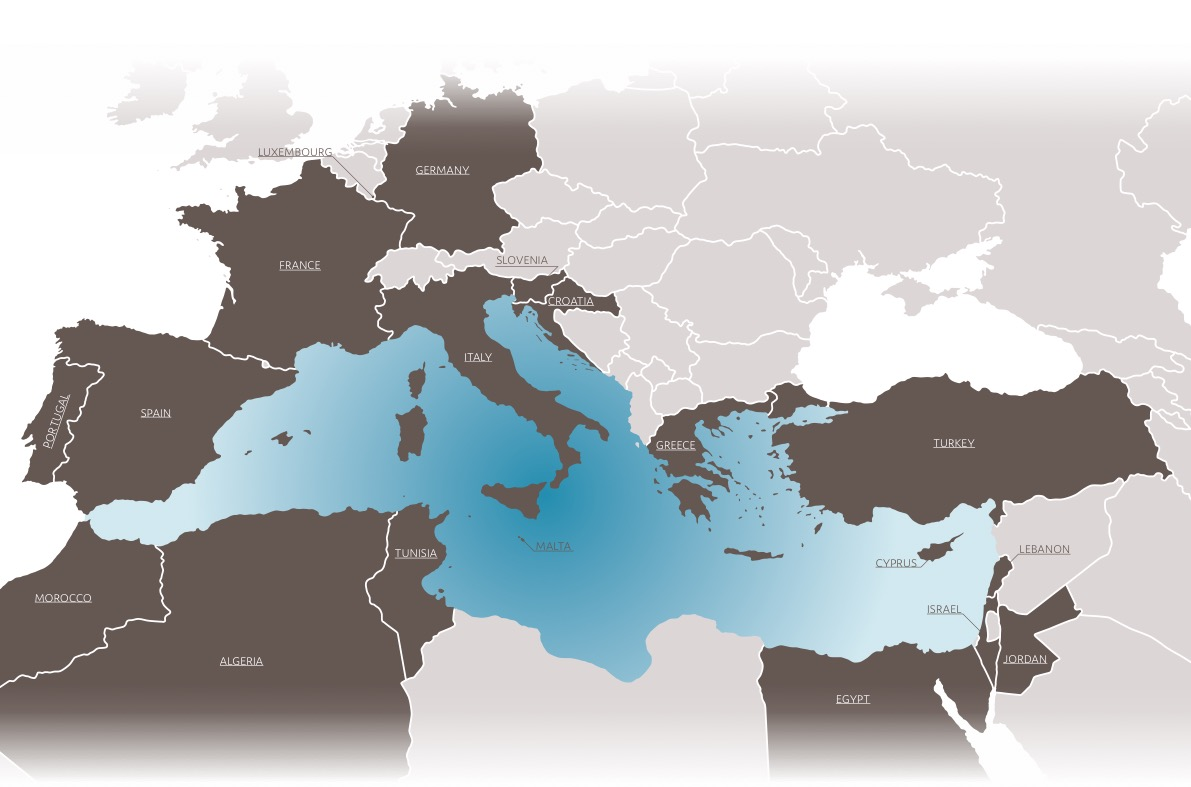 LUXEMBOURG
GERMANY
SLOVENIA
FRANCE
CROATIA
ITALY
PORTUGAL
SPAIN
GREECE
TURKEY
MALTA
TUNISIA
LEBANON
CYPRUS
MOROCCO
ISRAEL
ALGERIA
JORDAN
EGYPT